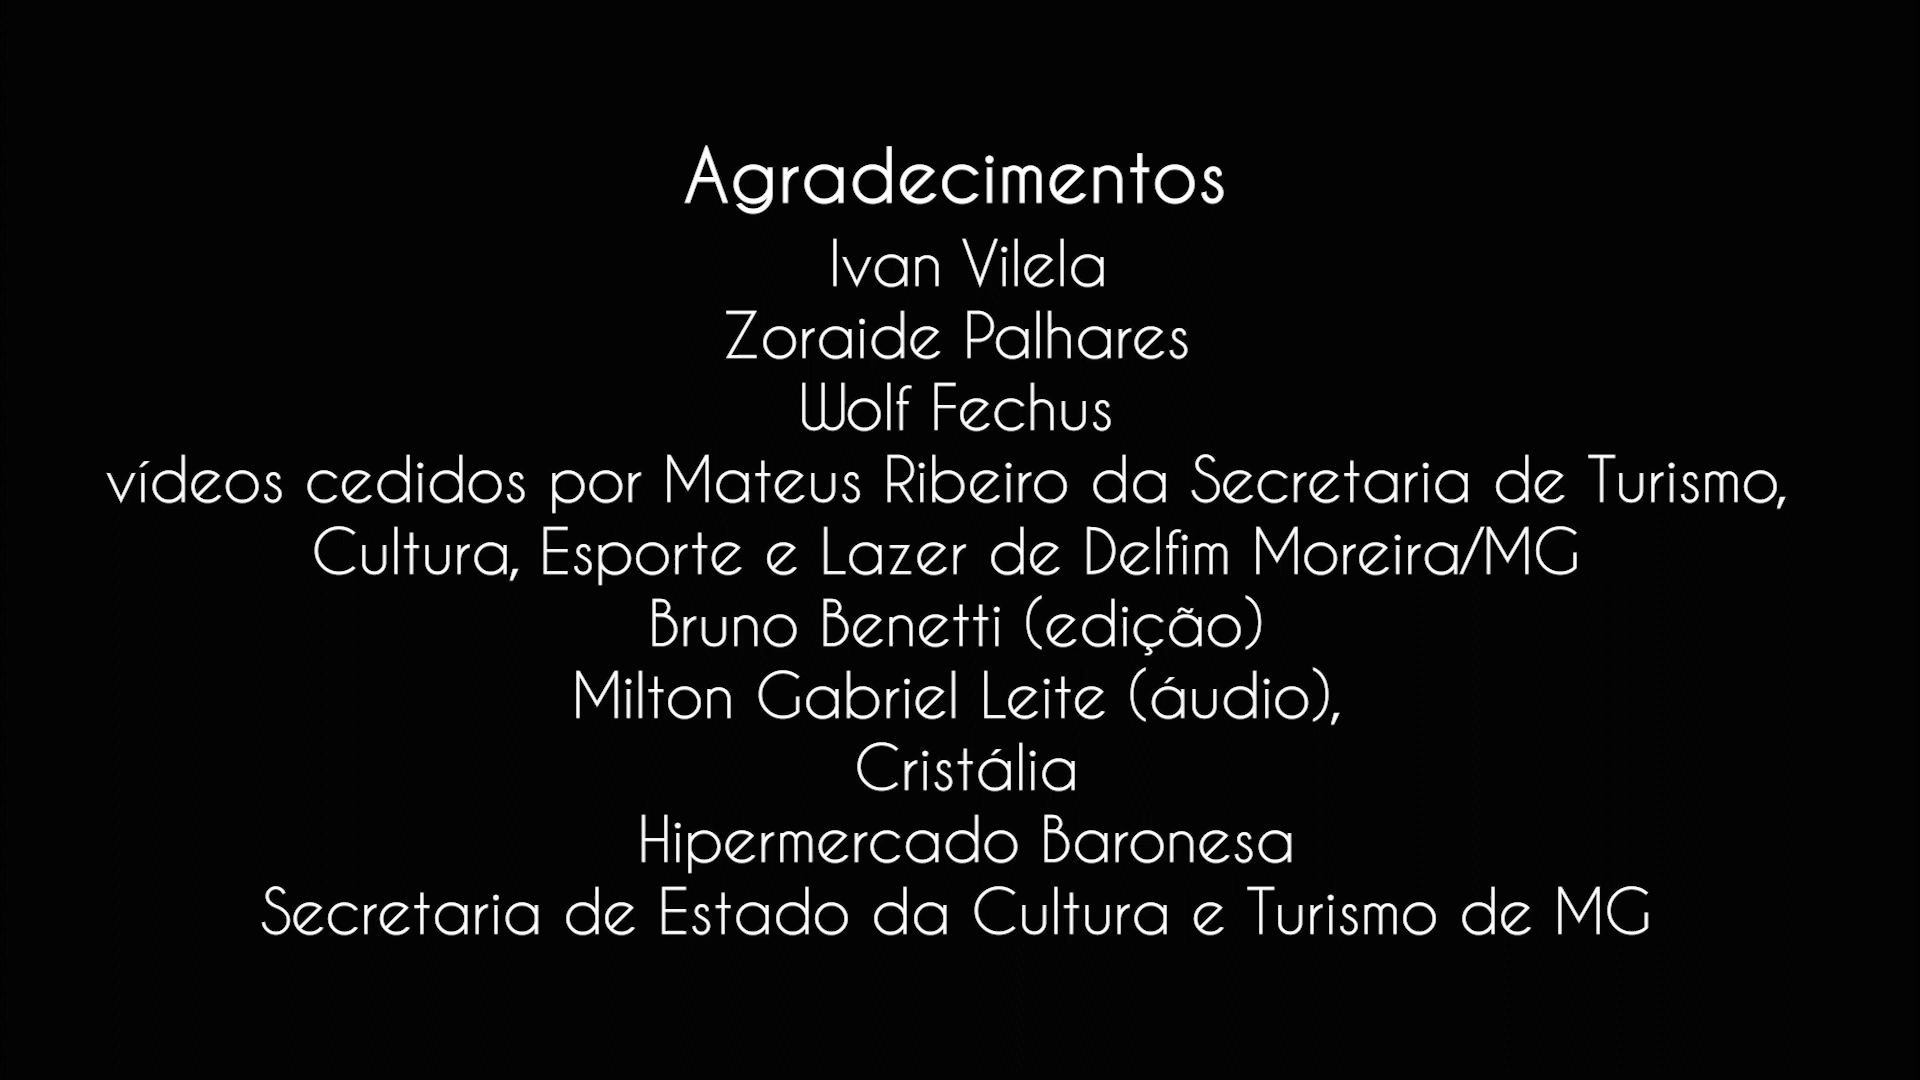 Agradecimentos
Ivan Vilela
Zoraide Palhares
Wolf Fechus
vídeos cedidos por Mateus Ribeiro da Secretaria de Turismo,
Cultura, Esporte e Lazer de Delfim Moreira/MG
Bruno Benetti (edição)
Milton Gabriel Leite (áudio),
Cristália
Hipermercado Baronesa
Secretaria de Estado da Cultura e Turismo de MG